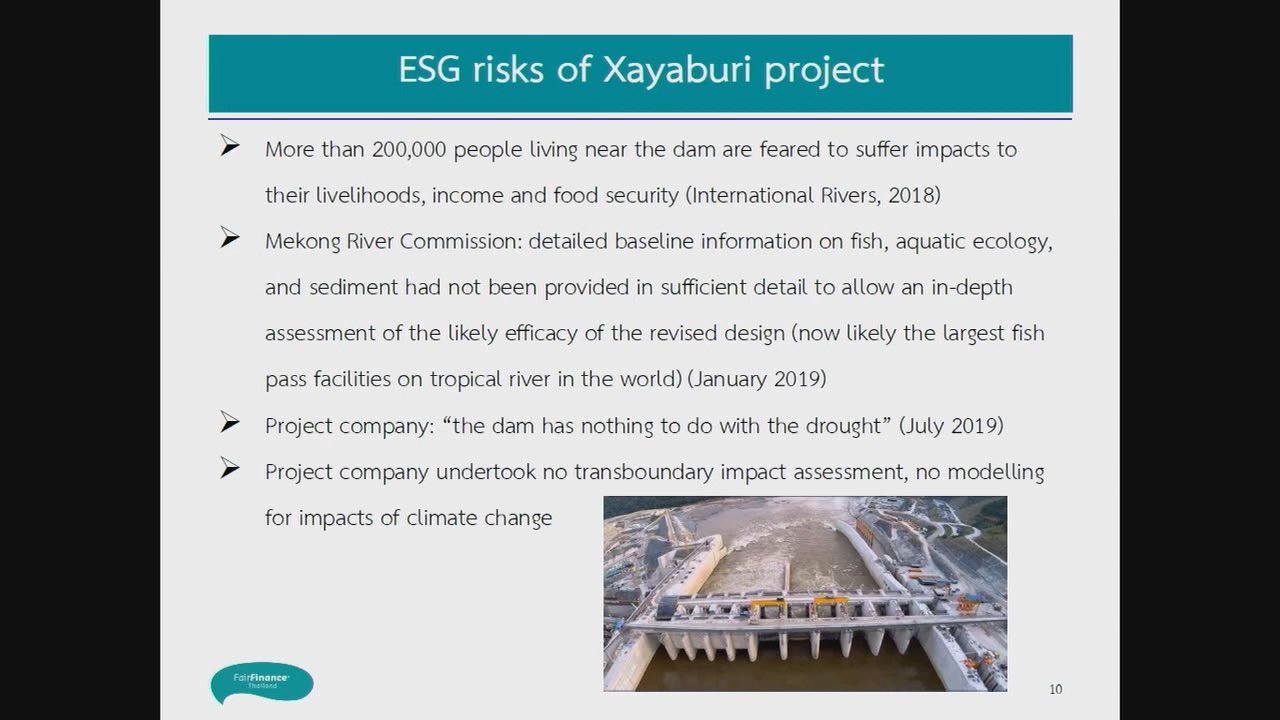 ESG risks of Xayaburi project
More than 200,000 people living near the dam are feared to suffer impacts to
their livelihoods, income and food security (International Rivers, 2018)
Mekong River Commission: detailed baseline information on fish, aquatic ecology,
and sediment had not been provided in sufficient detail to allow an in-depth
assessment of the likely efficacy of the revised design (now likely the largest fish
pass facilities on tropical river in the world) (January 2019)
Project company: “the dam has nothing to do with the drought” (July 2019)
Project company undertook no transboundary impact assessment, no modelling
for impacts of climate change
FairFinance
Thailand
10